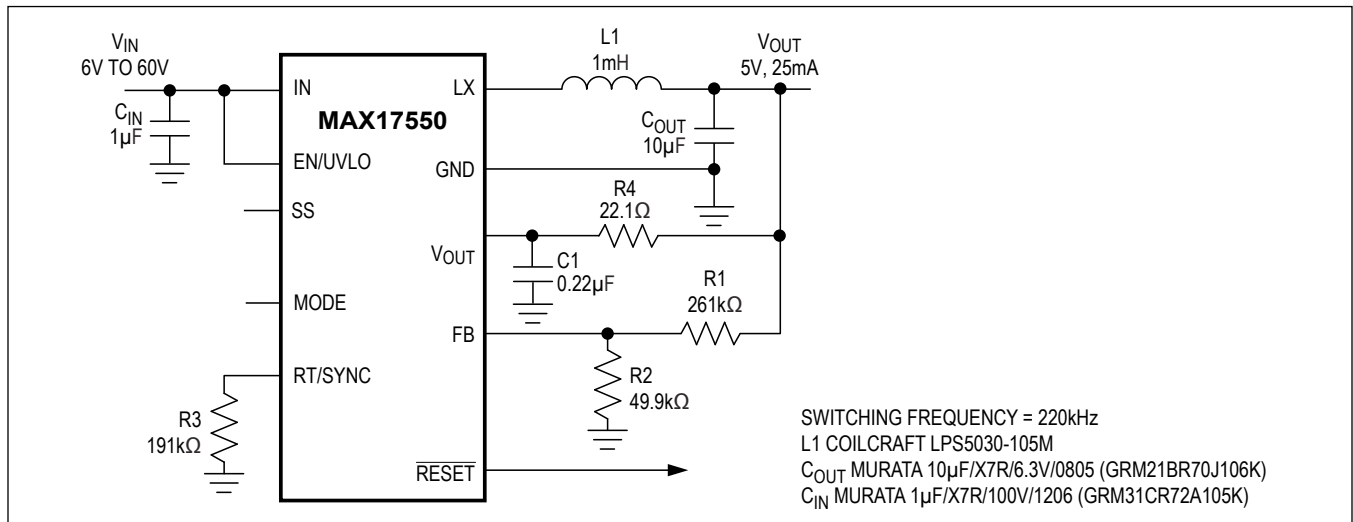 V_IN
6V TO 60V
C_IN
1µF
IN
EN/UVLO
SS
MODE
RT/SYNC
R3
191kΩ
MAX17550
LX
GND
V_OUT
FB
RESET
L1
1mH
V_OUT
5V, 25mA
C_OUT
10µF
R4
22.1Ω
C1
0.22µF
R1
261kΩ
R2
49.9kΩ
SWITCHING FREQUENCY = 220kHz
L1 COILCRAFT LPS5030-105M
C_OUT MURATA 10µF/X7R/6.3V/0805 (GRM21BR70J106K)
C_IN MURATA 1µF/X7R/100V/1206 (GRM31CR72A105K)